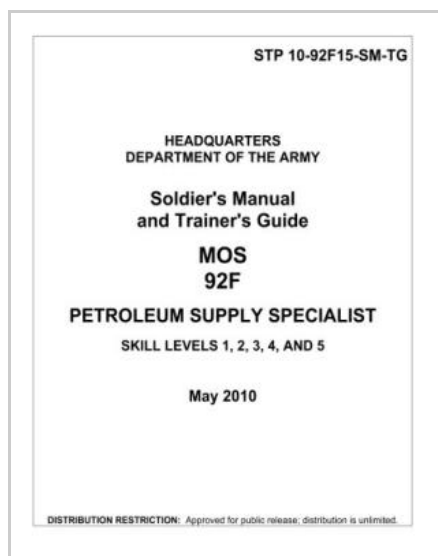 STP 10-92F15-SM-TG
HEADQUARTERS
DEPARTMENT OF THE ARMY
Soldier's Manual
and Trainer's Guide
MOS
92F
PETROLEUM SUPPLY SPECIALIST
SKILL LEVELS 1, 2, 3, 4, AND 5
May 2010
DISTRIBUTION RESTRICTION: Approved for public release; distribution is unlimited.